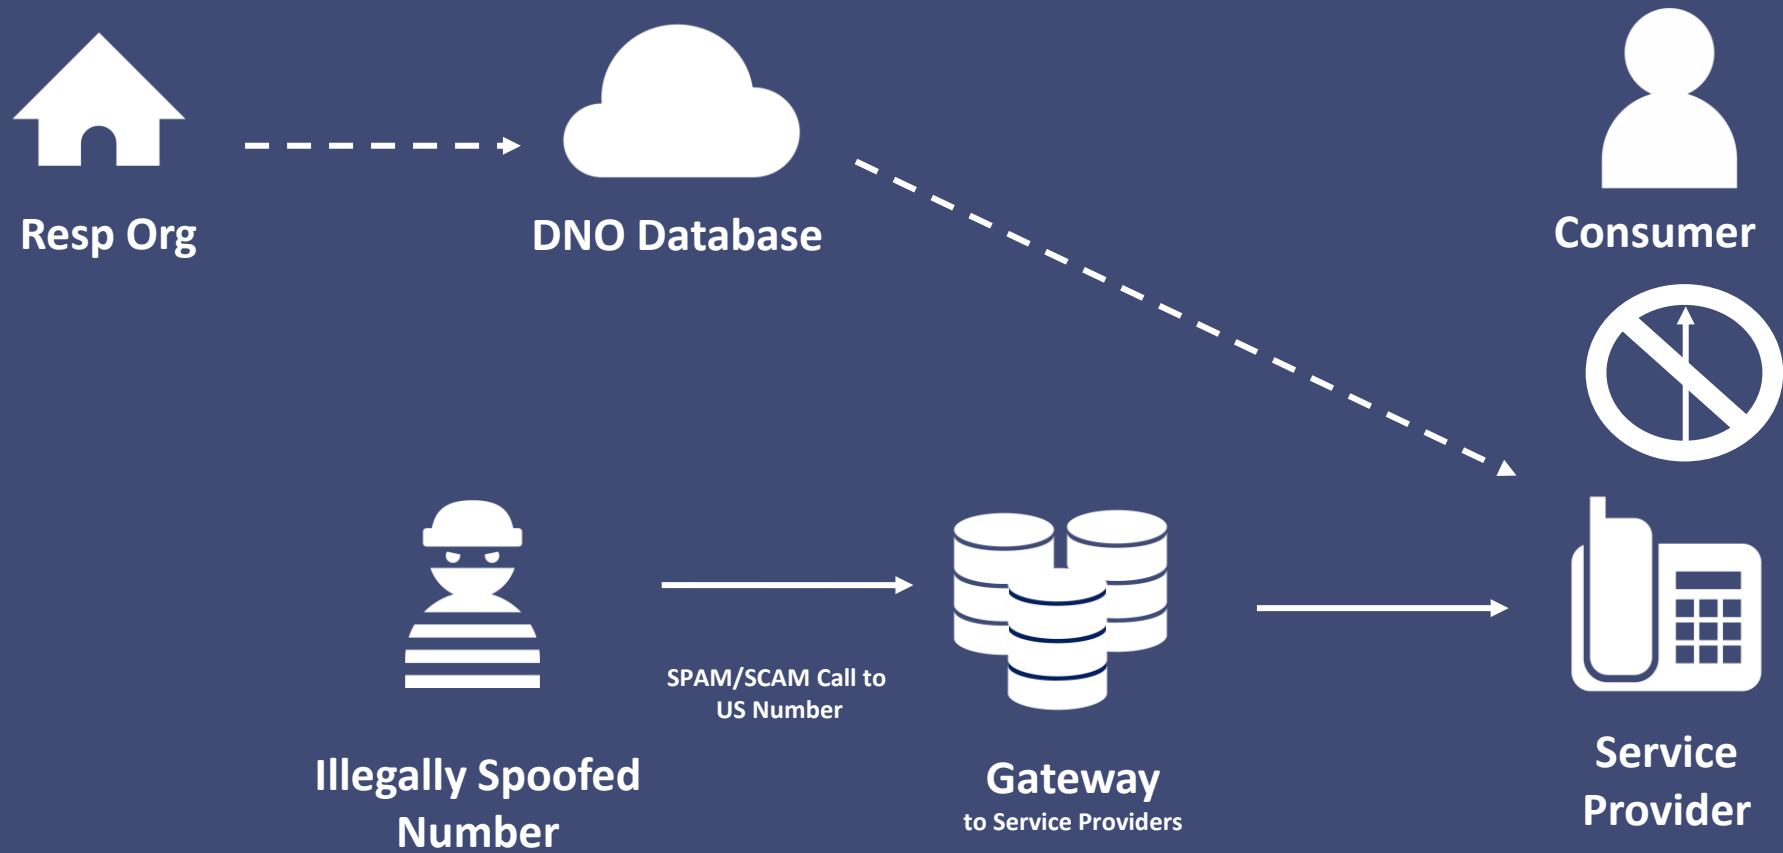 Resp Org
DNO Database
Consumer
SPAM/SCAM Call to
US Number
Illegally Spoofed
Number
Gateway
to Service Providers
Service
Provider